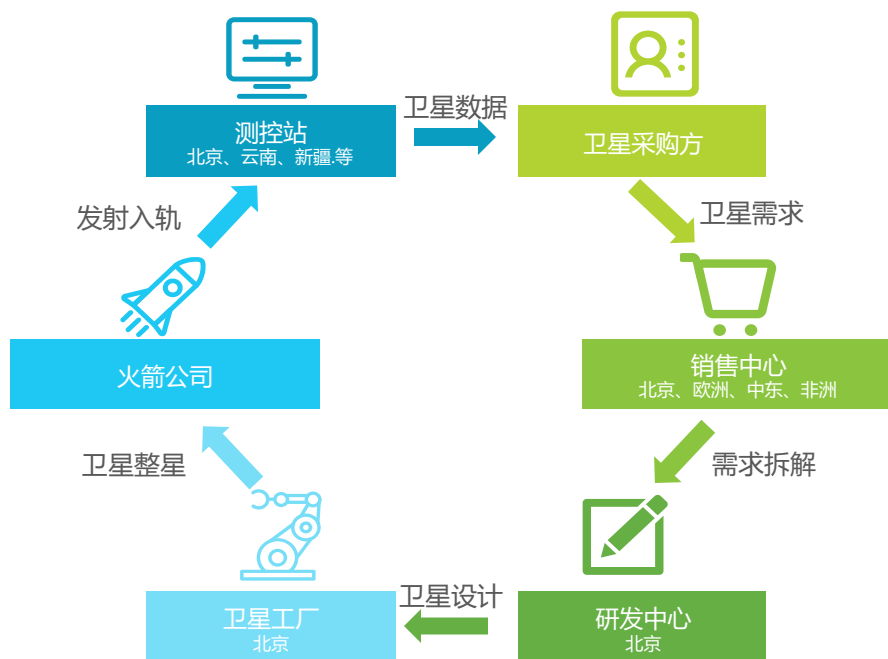 卫星数据
测控站
北京、云南、新疆.等
卫星采购方
发射入轨
卫星需求
火箭公司
销售中心
北京、欧洲、中东、非洲
卫星整星
需求拆解
卫星设计
卫星工厂
北京
研发中心
北京